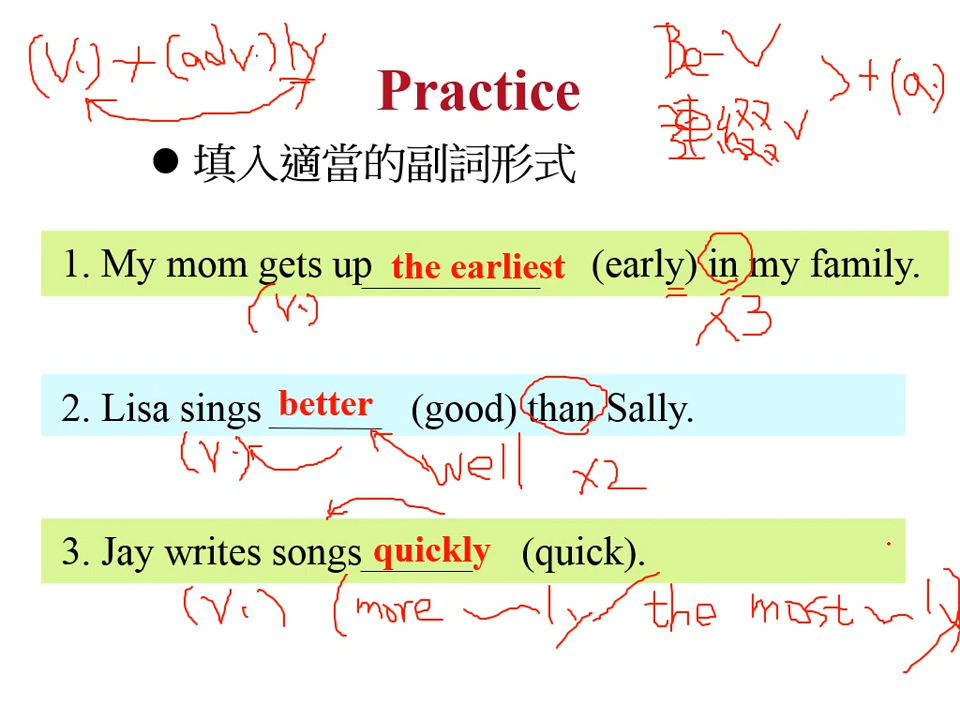 (V.) + (adv.) ly
Be-V
連綴 V
> + (a.)
Practice
● 填入適當的副詞形式
1. My mom gets up the earliest (early) in my family.
(V.)
x3
2. Lisa sings better (good) than Sally.
(V.)
well
x2
3. Jay writes songs quickly (quick).
(V.)
(more ~ly / the most ~ly)